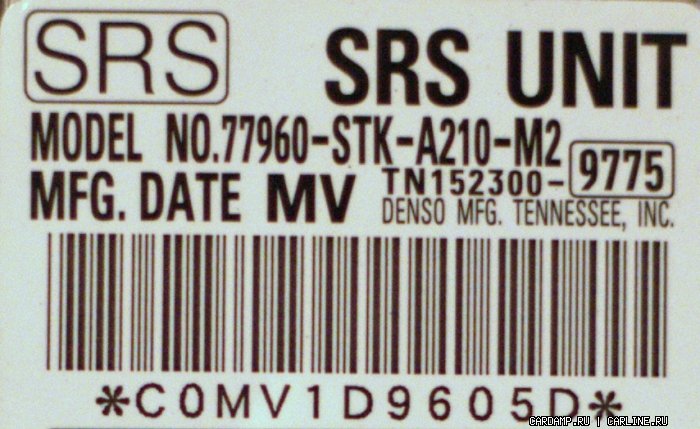 SRS SRS UNIT
MODEL NO.77960-STK-A210-M2
MFG. DATE MV TN152300-9775
DENSO MFG. TENNESSEE, INC.
*C0MV1D9605D*
CARDAMP.RU | CARLINE.RU